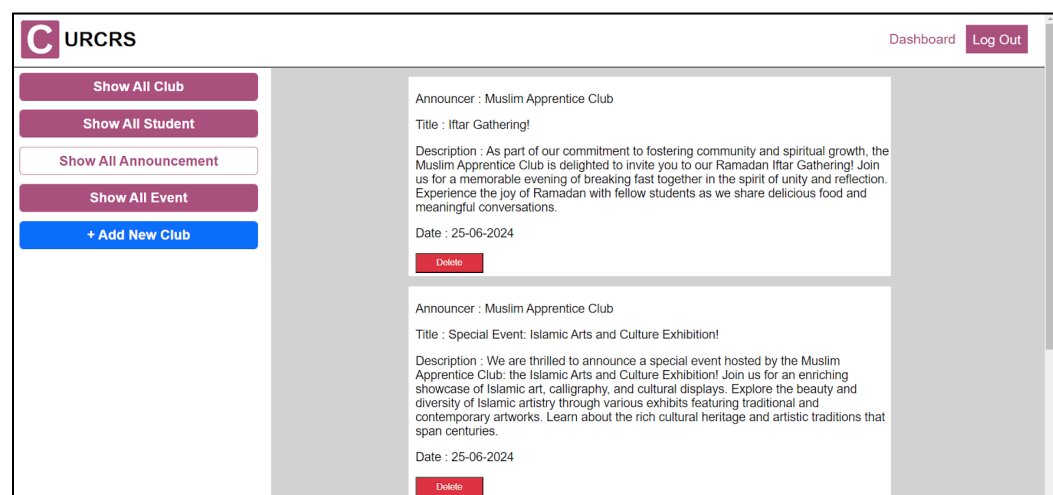 C URCRS
Dashboard
Log Out
Show All Club
Show All Student
Show All Announcement
Show All Event
+ Add New Club
Announcer : Muslim Apprentice Club
Title : Iftar Gathering!
Description : As part of our commitment to fostering community and spiritual growth, the
Muslim Apprentice Club is delighted to invite you to our Ramadan Iftar Gathering! Join
us for a memorable evening of breaking fast together in the spirit of unity and reflection.
Experience the joy of Ramadan with fellow students as we share delicious food and
meaningful conversations.
Date : 25-06-2024
Delete
Announcer : Muslim Apprentice Club
Title : Special Event: Islamic Arts and Culture Exhibition!
Description : We are thrilled to announce a special event hosted by the Muslim
Apprentice Club: the Islamic Arts and Culture Exhibition! Join us for an enriching
showcase of Islamic art, calligraphy, and cultural displays. Explore the beauty and
diversity of Islamic artistry through various exhibits featuring traditional and
contemporary artworks. Learn about the rich cultural heritage and artistic traditions that
span centuries.
Date : 25-06-2024
Delete